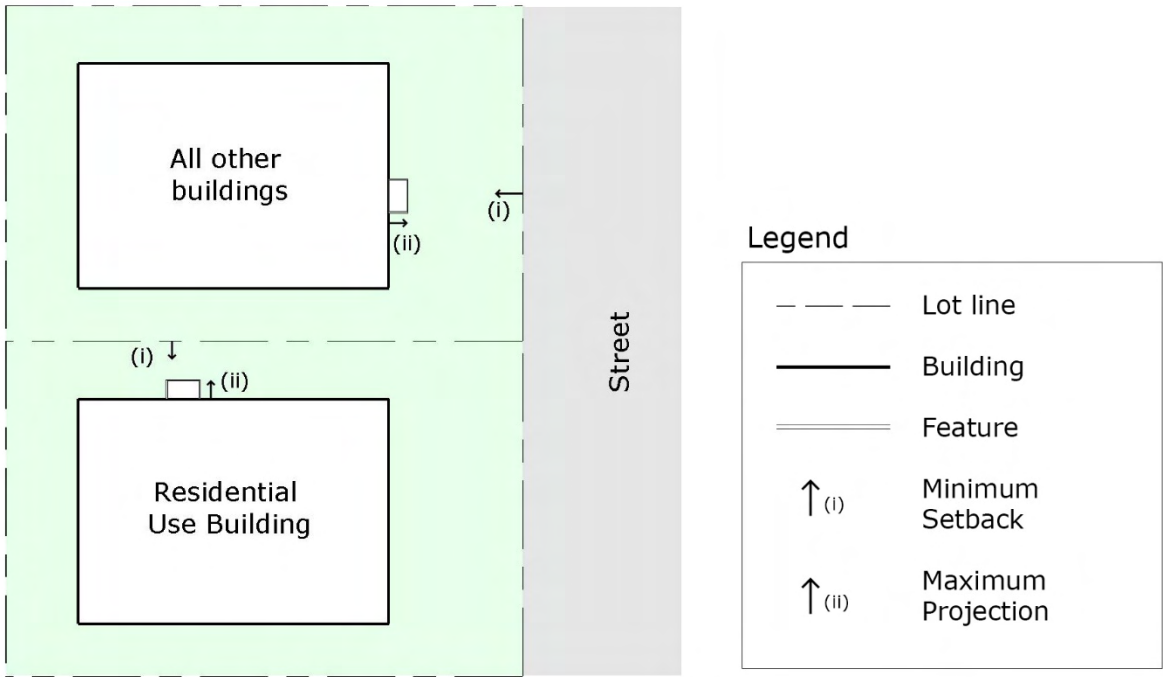 All other
buildings
(i)
(ii)
(i)
(ii)
Residential
Use Building
Street
Legend
Lot line
Building
Feature
(i)
Minimum
Setback
(ii)
Maximum
Projection